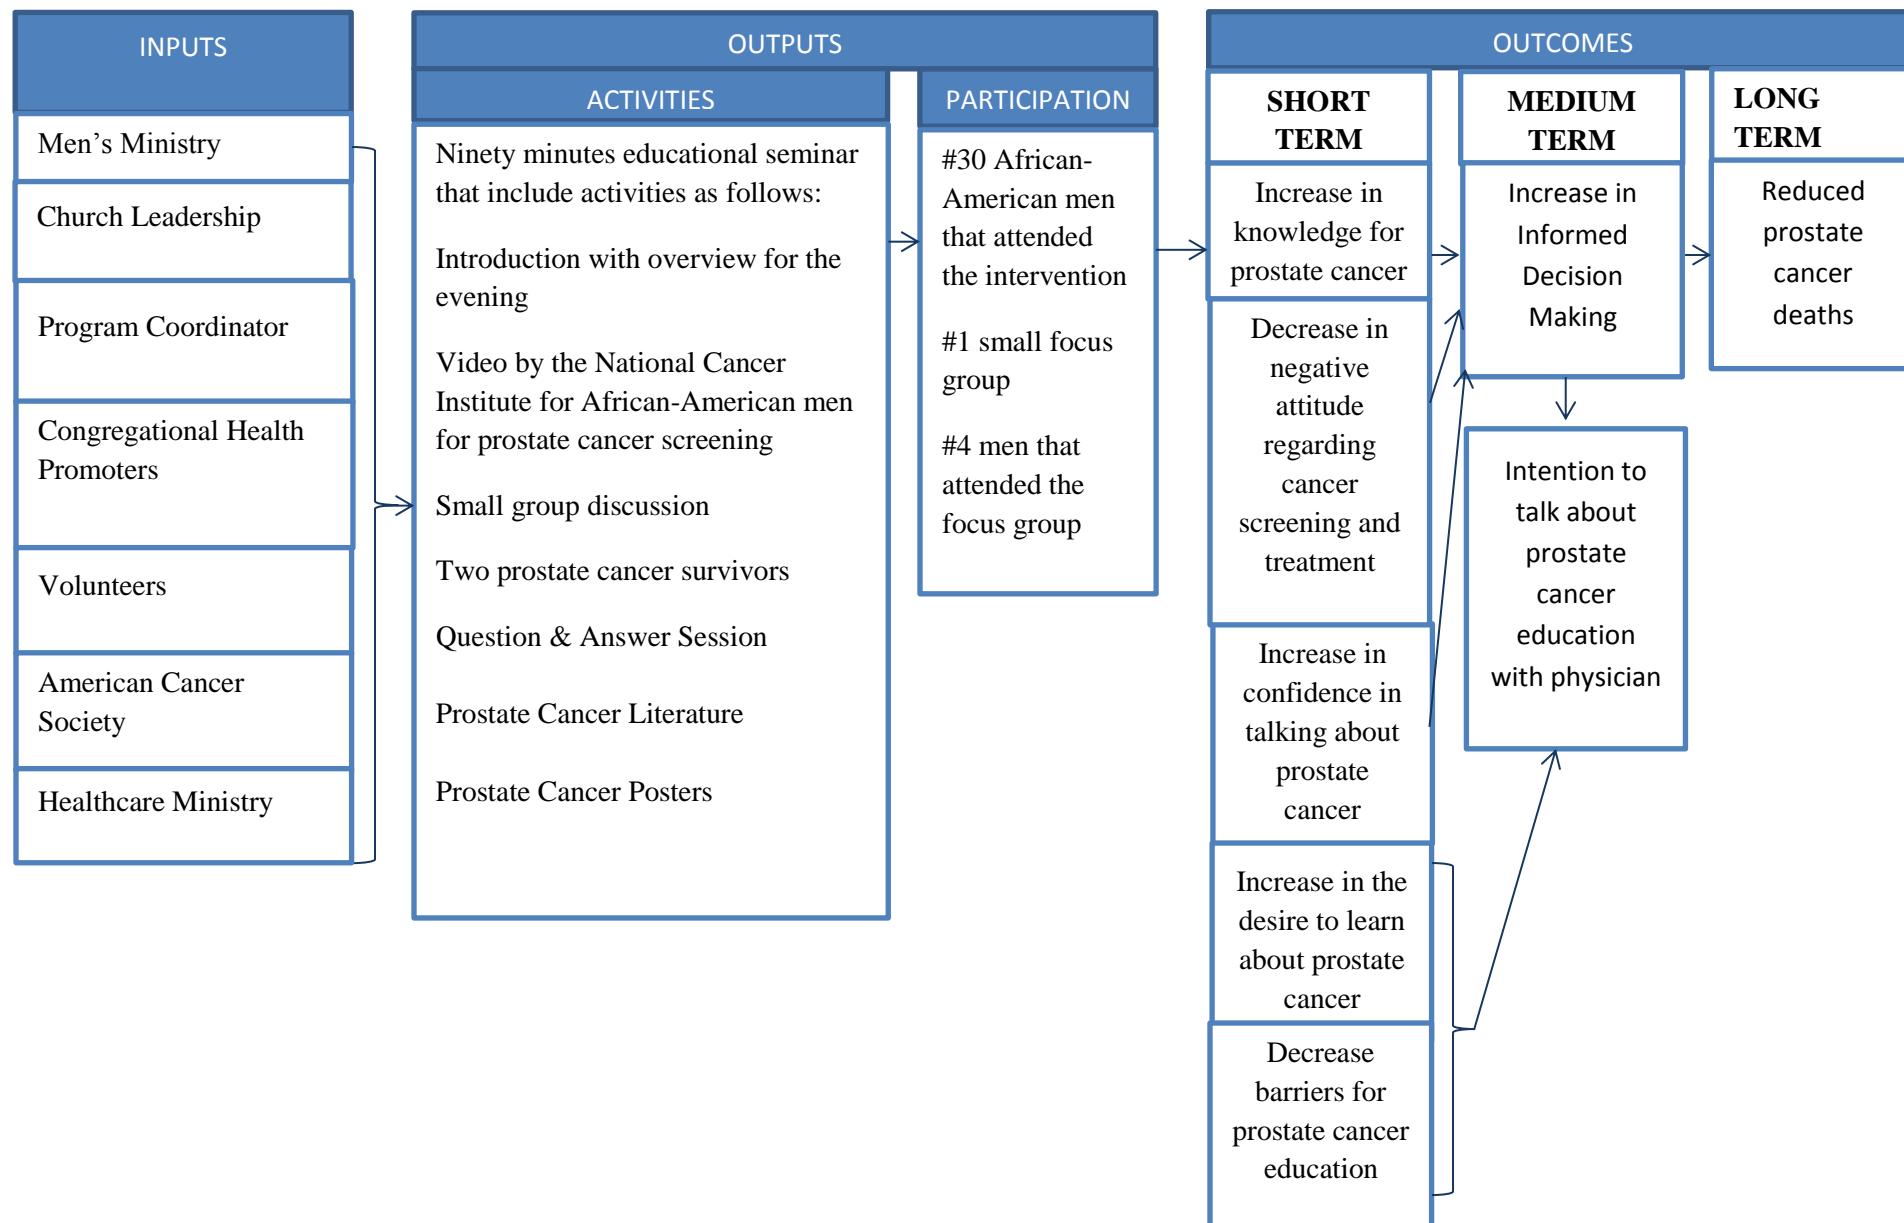 INPUTS
Men’s Ministry
Church Leadership
Program Coordinator
Congregational Health
Promoters
Volunteers
American Cancer
Society
Healthcare Ministry
OUTPUTS
ACTIVITIES
Ninety minutes educational seminar
that include activities as follows:
Introduction with overview for the
evening
Video by the National Cancer
Institute for African-American men
for prostate cancer screening
Small group discussion
Two prostate cancer survivors
Question & Answer Session
Prostate Cancer Literature
Prostate Cancer Posters
PARTICIPATION
#30 African-
American men
that attended
the intervention
#1 small focus
group
#4 men that
attended the
focus group
OUTCOMES
SHORT
TERM
Increase in
knowledge for
prostate cancer
Decrease in
negative
attitude
regarding
cancer
screening and
treatment
Increase in
confidence in
talking about
prostate
cancer
Increase in the
desire to learn
about prostate
cancer
Decrease
barriers for
prostate cancer
education
MEDIUM
TERM
Increase in
Informed
Decision
Making
Intention to
talk about
prostate
cancer
education
with physician
LONG
TERM
Reduced
prostate
cancer
deaths